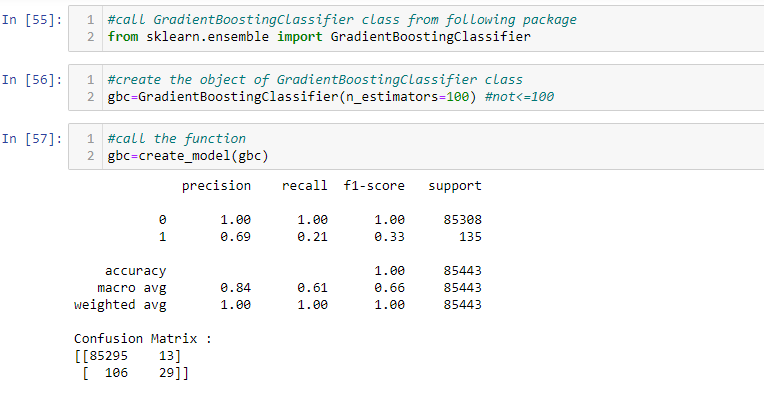 In [55]: 1 #call GradientBoostingClassifier class from following package
2 from sklearn.ensemble import GradientBoostingClassifier
In [56]: 1 #create the object of GradientBoostingClassifier class
2 gbc=GradientBoostingClassifier(n_estimators=100) #not<=100
In [57]: 1 #call the function
2 gbc=create_model(gbc)
precision recall f1-score support
0 1.00 1.00 1.00 85308
1 0.69 0.21 0.33 135
accuracy 1.00 85443
macro avg 0.84 0.61 0.66 85443
weighted avg 1.00 1.00 1.00 85443
Confusion Matrix :
[[85295 13]
[ 106 29]]